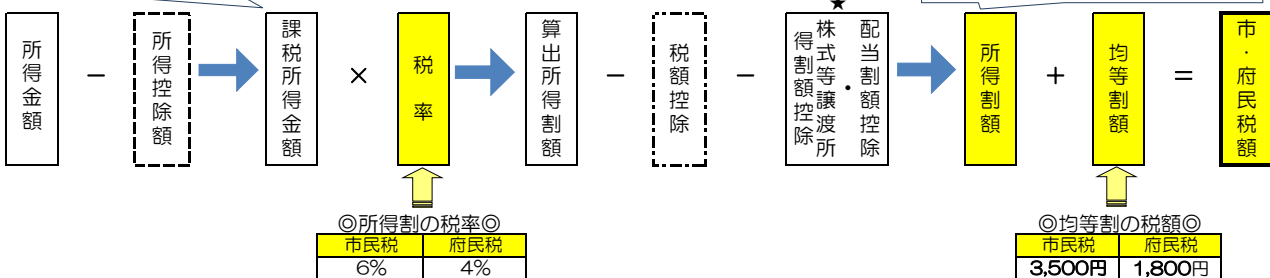 ★
所得金額
－
所得控除額
課税所得金額
×
税率
算出所得割額
－
税額控除
－
配当割額控除
・
株式等譲渡所
得割額控除
所得割額
＋
均等割額
＝
市・府民税額
◎所得割の税率◎
市民税 府民税
6% 4%
◎均等割の税額◎
市民税 府民税
3,500円 1,800円